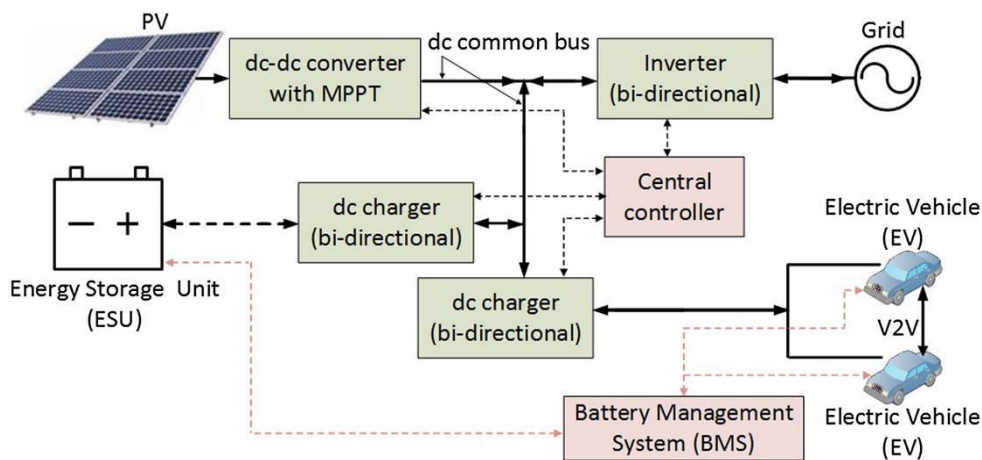 PV
dc common bus
Grid
dc-dc converter
with MPPT
Inverter
(bi-directional)
Central
controller
dc charger
(bi-directional)
Energy Storage Unit
(ESU)
dc charger
(bi-directional)
Electric Vehicle
(EV)
V2V
Electric Vehicle
(EV)
Battery Management
System (BMS)